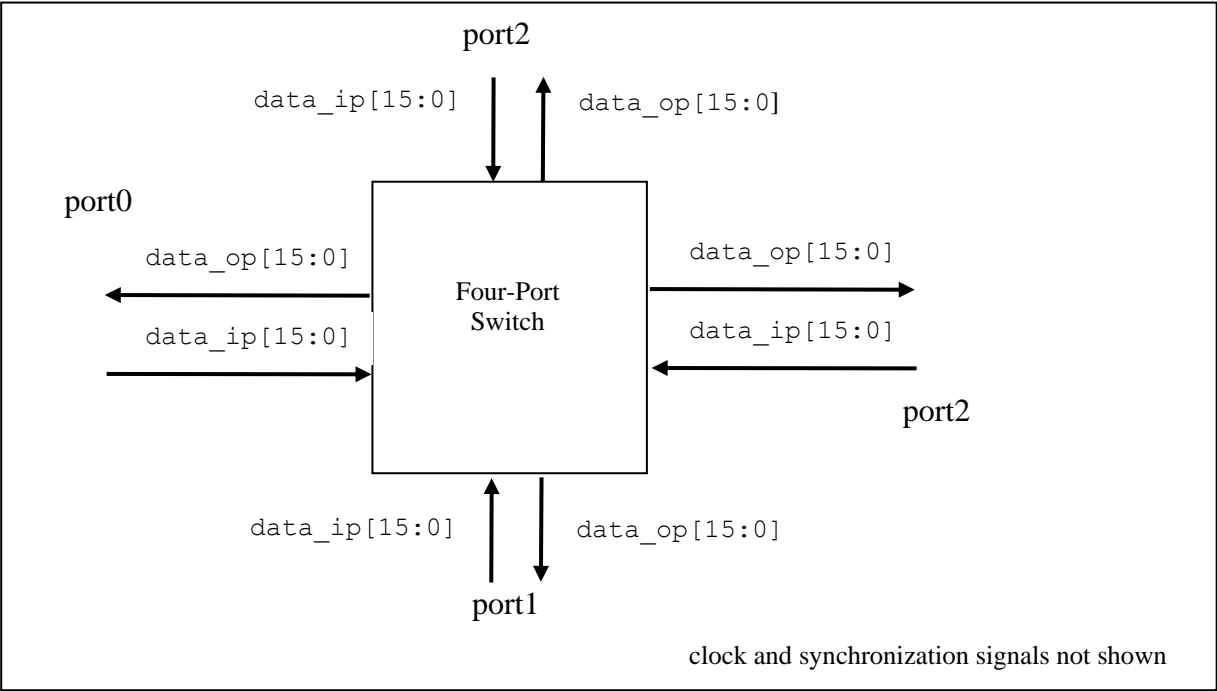 port2
data_ip[15:0]
data_op[15:0]
port0
data_op[15:0]
data_op[15:0]
Four-Port
Switch
data_ip[15:0]
data_ip[15:0]
port2
data_ip[15:0]
data_op[15:0]
port1
clock and synchronization signals not shown